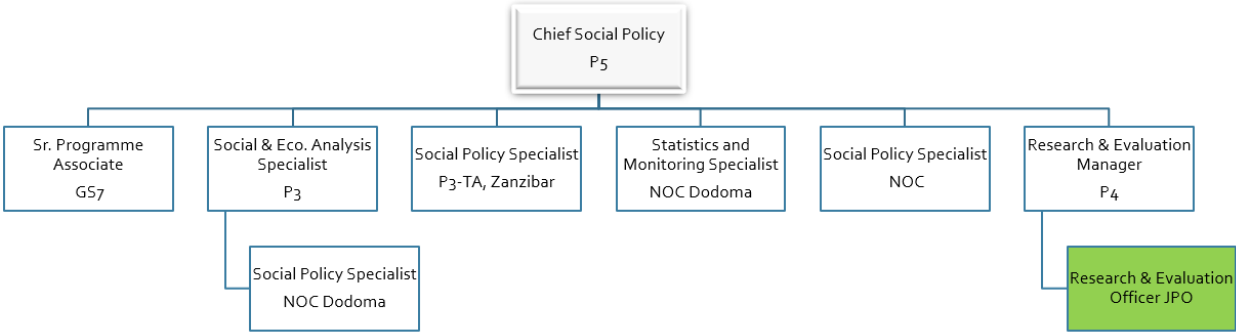 Chief Social Policy
P5
Sr. Programme
Associate
GS7
Social & Eco. Analysis
Specialist
P3
Social Policy Specialist
P3-TA, Zanzibar
Statistics and
Monitoring Specialist
NOC Dodoma
Social Policy Specialist
NOC
Research & Evaluation
Manager
P4
Social Policy Specialist
NOC Dodoma
Research & Evaluation
Officer JPO